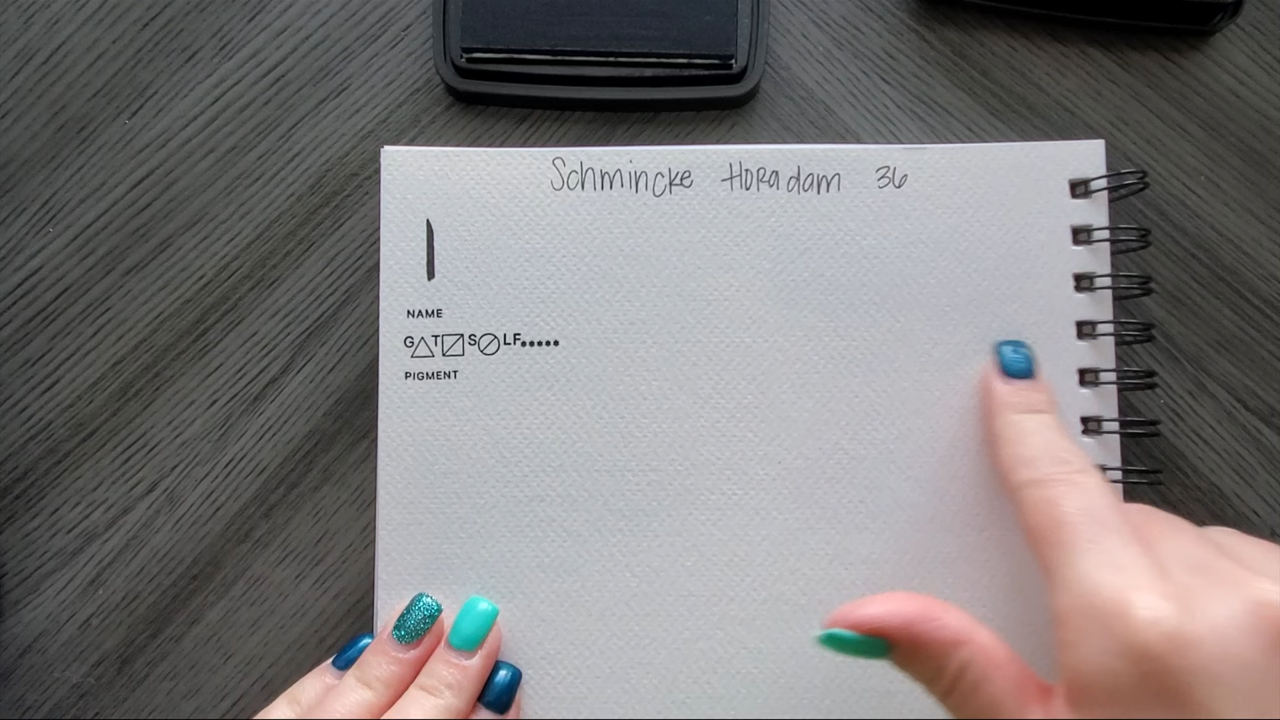 Schmincke Horadam 36
NAME
G△T⧄S⊘LF•••••
PIGMENT